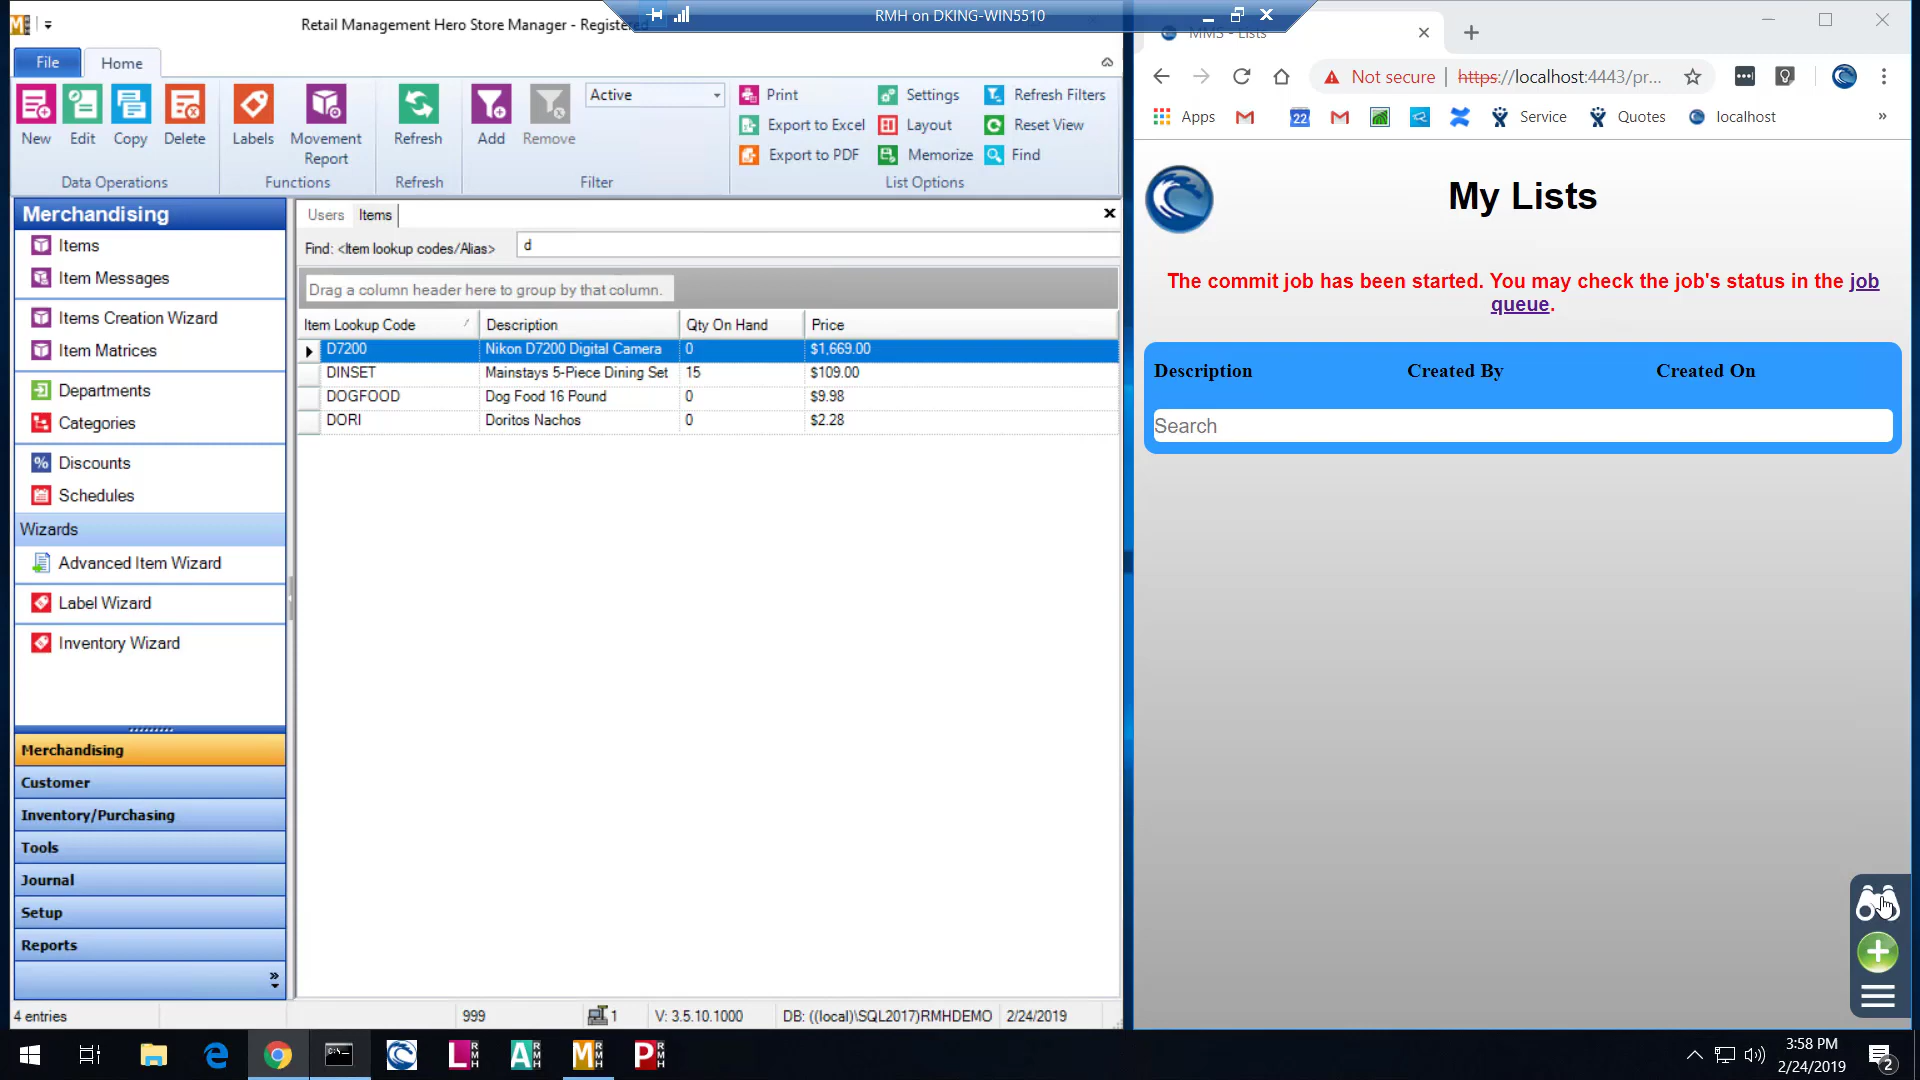 RMH on DKING-WIN5510
Retail Management Hero Store Manager - Registered
File
Home
New
Edit
Copy
Delete
Data Operations
Labels
Movement
Report
Functions
Refresh
Refresh
Add
Remove
Active
Filter
Print
Export to Excel
Export to PDF
Settings
Layout
Memorize
Refresh Filters
Reset View
Find
List Options
Merchandising
Items
Item Messages
Items Creation Wizard
Item Matrices
Departments
Categories
Discounts
Schedules
Wizards
Advanced Item Wizard
Label Wizard
Inventory Wizard
Merchandising
Customer
Inventory/Purchasing
Tools
Journal
Setup
Reports
Users
Items
Find: <Item lookup codes/Alias>
d
Drag a column header here to group by that column.
Item Lookup Code Description Qty On Hand Price
D7200 Nikon D7200 Digital Camera 0 $1,669.00
DINSET Mainstays 5-Piece Dining Set 15 $109.00
DOGFOOD Dog Food 16 Pound 0 $9.98
DORI Doritos Nachos 0 $2.28
4 entries
999
1
V: 3.5.10.1000
DB: ((local)\SQL2017)RMHDEMO
2/24/2019
MMS - Lists
Not secure
https://localhost:4443/pr...
Apps
22
Service
Quotes
localhost
My Lists
The commit job has been started. You may check the job's status in the job
queue.
Description Created By Created On
Search
L RMH
A RMH
M RMH
P RMH
3:58 PM
2/24/2019
2